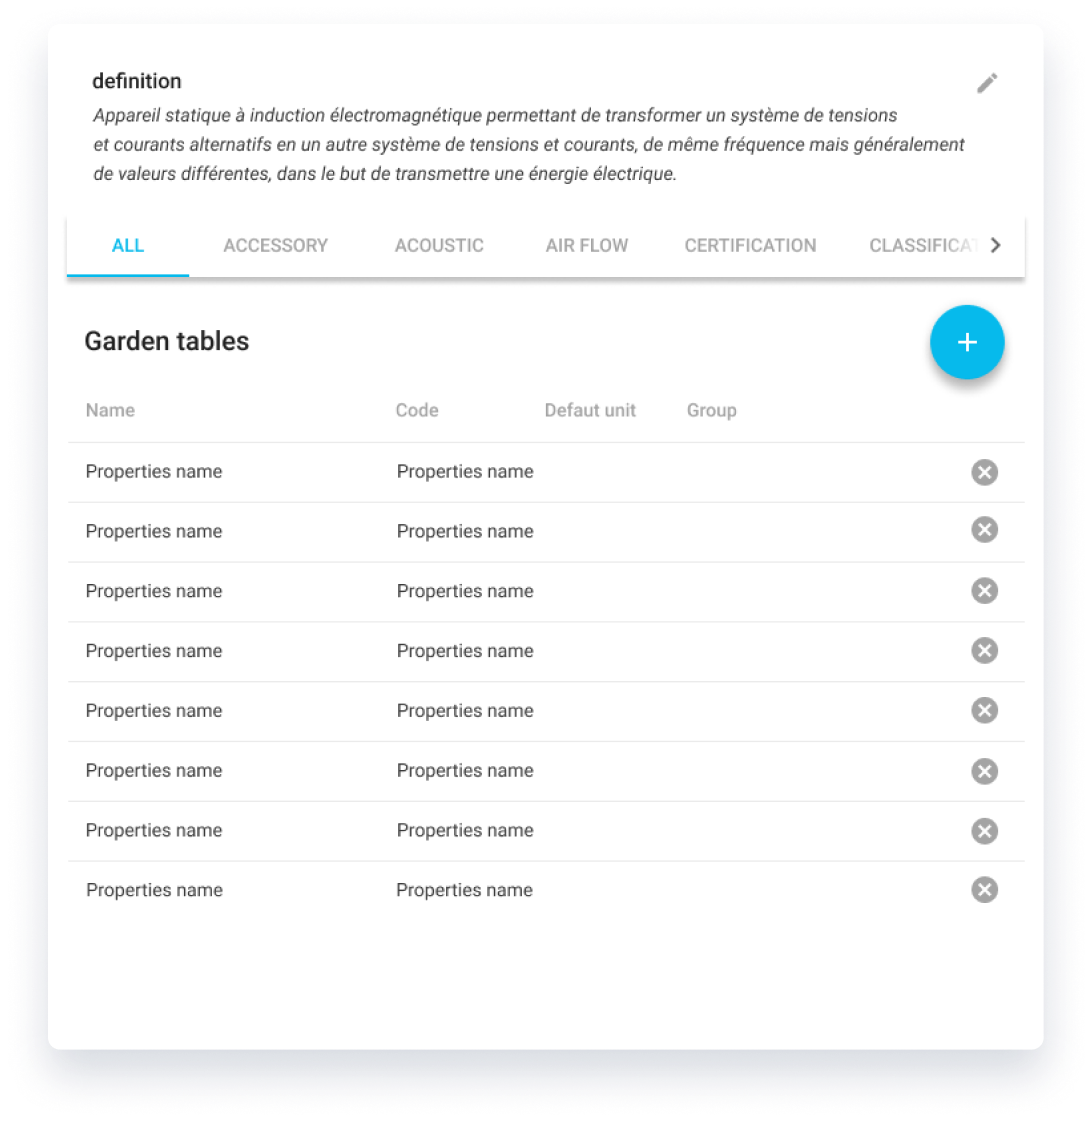 definition
Appareil statique à induction électromagnétique permettant de transformer un système de tensions
et courants alternatifs en un autre système de tensions et courants, de même fréquence mais généralement
de valeurs différentes, dans le but de transmettre une énergie électrique.
ALL ACCESSORY ACOUSTIC AIR FLOW CERTIFICATION CLASSIFICAT
Garden tables
Name Code Defaut unit Group
Properties name Properties name
Properties name Properties name
Properties name Properties name
Properties name Properties name
Properties name Properties name
Properties name Properties name
Properties name Properties name
Properties name Properties name